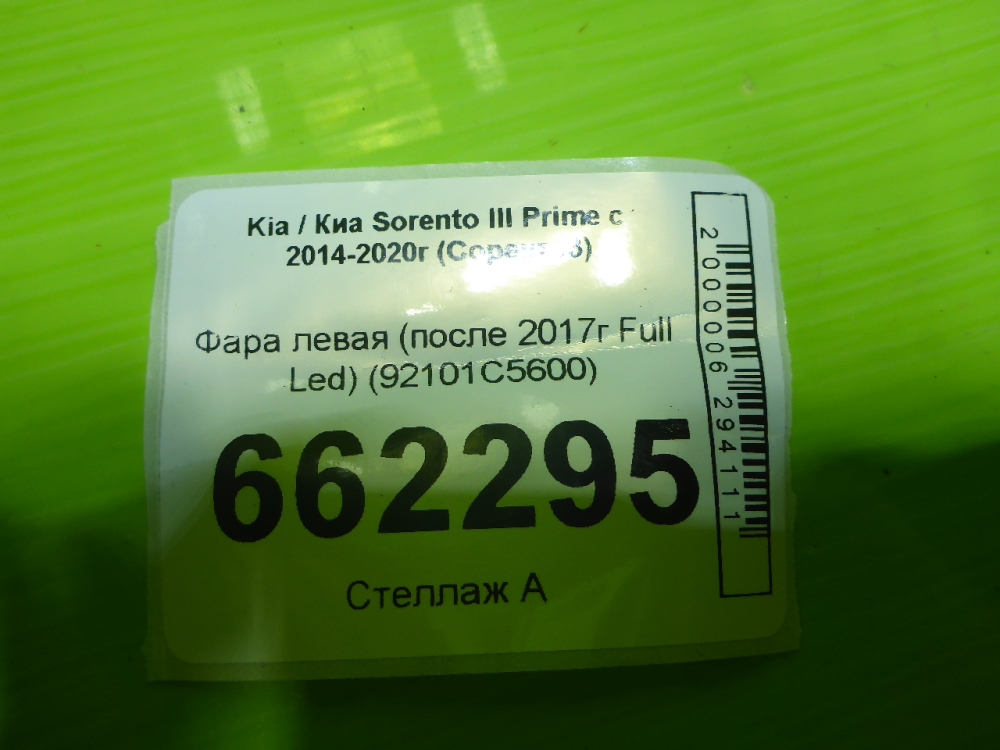 Kia / Киа Sorento III Prime с
2014-2020г
Фара левая (после 2017г Full
Led) (92101C5600)
662295
Стеллаж А
2000006294111